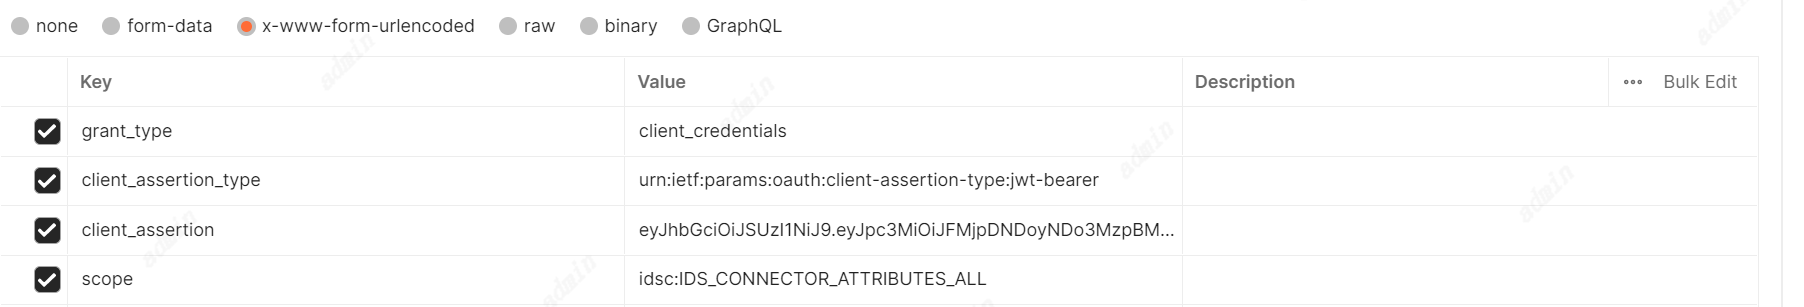 none form-data x-www-form-urlencoded raw binary GraphQL
Key Value Description ••• Bulk Edit
grant_type client_credentials
client_assertion_type urn:ietf:params:oauth:client-assertion-type:jwt-bearer
client_assertion eyJhbGciOiJSUzI1NiJ9.eyJpc3MiOiJFMjpDNDoyNDo3MzpBM...
scope idsc:IDS_CONNECTOR_ATTRIBUTES_ALL
admin
admin
admin
admin
admin
admin
admin